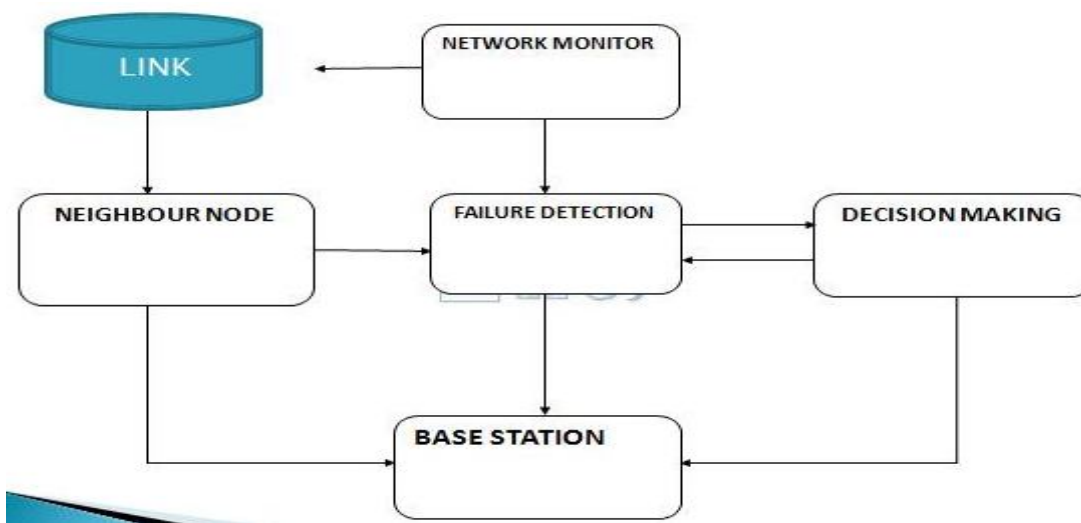 LINK
NETWORK MONITOR
NEIGHBOUR NODE
FAILURE DETECTION
DECISION MAKING
BASE STATION